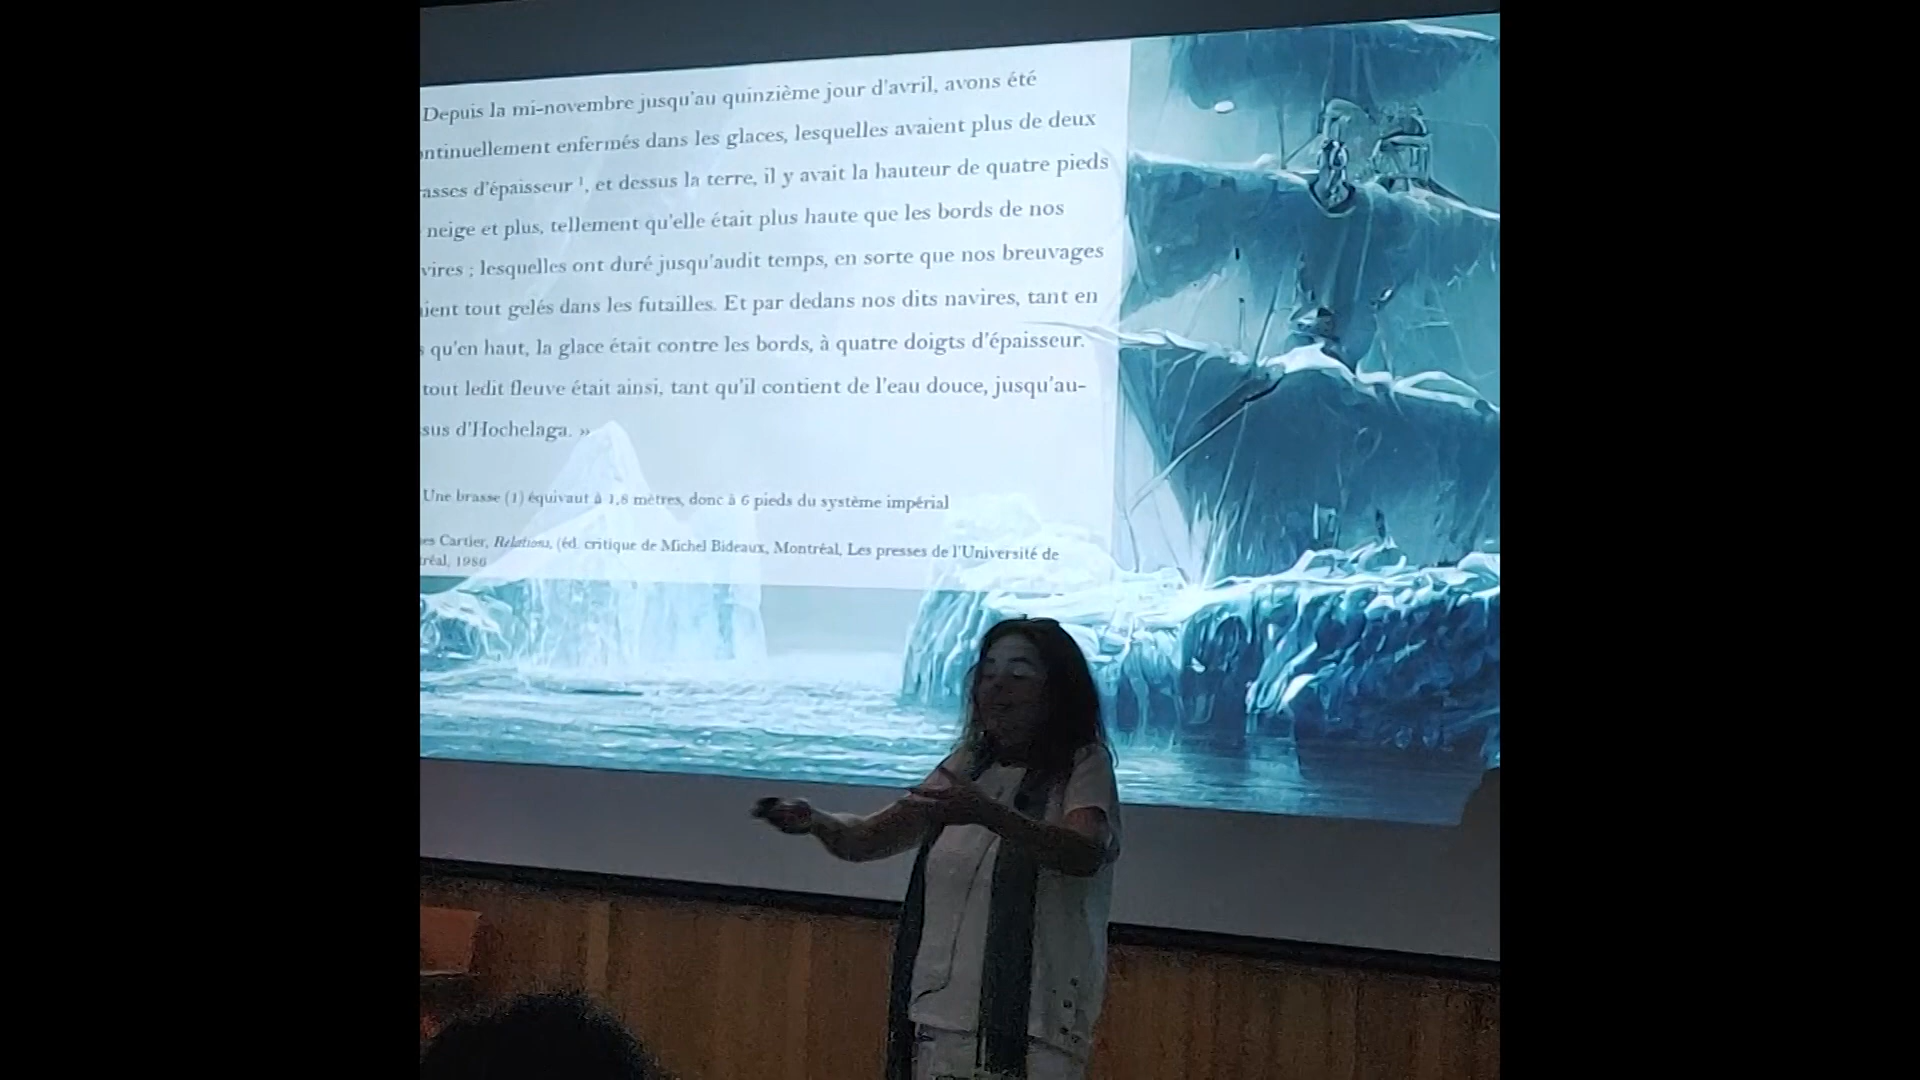 Depuis la mi-novembre jusqu'au quinzième jour d'avril, avons été
ntinuellement enfermés dans les glaces, lesquelles avaient plus de deux
asses d'épaisseur ¹, et dessus la terre, il y avait la hauteur de quatre pieds
neige et plus, tellement qu'elle était plus haute que les bords de nos
vires ; lesquelles ont duré jusqu'audit temps, en sorte que nos breuvages
ient tout gelés dans les futailles. Et par dedans nos dits navires, tant en
s qu'en haut, la glace était contre les bords, à quatre doigts d'épaisseur.
tout ledit fleuve était ainsi, tant qu'il contient de l'eau douce, jusqu'au-
sus d'Hochelaga. »
Une brasse (1) équivaut à 1,8 mètres, donc à 6 pieds du système impérial
es Cartier, Relations, (éd. critique de Michel Bideaux, Montréal, Les presses de l'Université de
réal, 1986